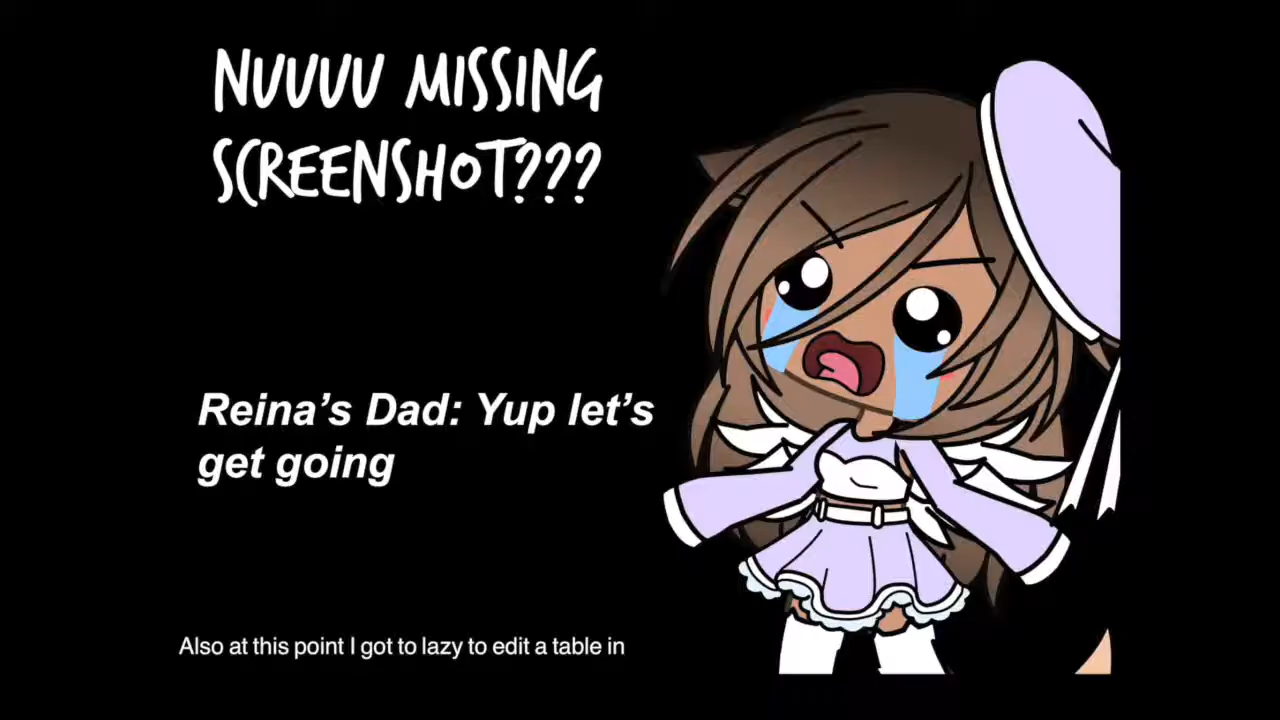 NUUUU MISSING
SCREENSHOT???
Reina’s Dad: Yup let’s
get going
Also at this point I got to lazy to edit a table in